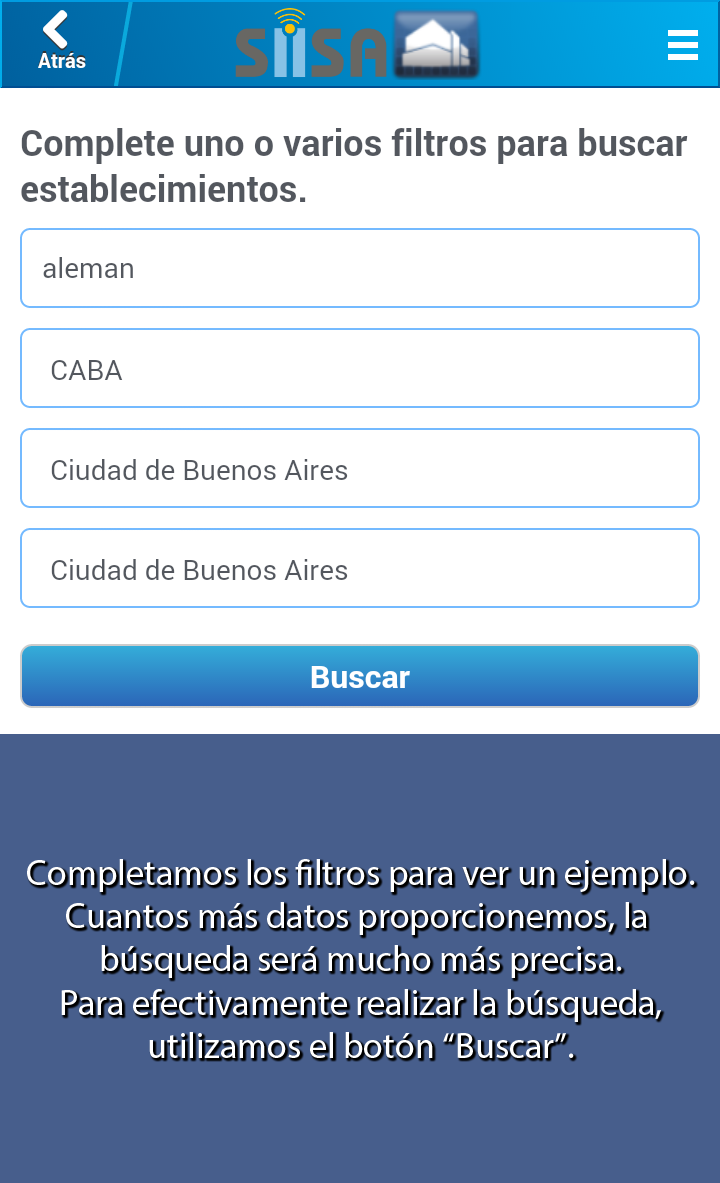 Atrás
SIISA
Complete uno o varios filtros para buscar
establecimientos.
aleman
CABA
Ciudad de Buenos Aires
Ciudad de Buenos Aires
Buscar
Completamos los filtros para ver un ejemplo.
Cuantos más datos proporcionemos, la
búsqueda será mucho más precisa.
Para efectivamente realizar la búsqueda,
utilizamos el botón “Buscar”.